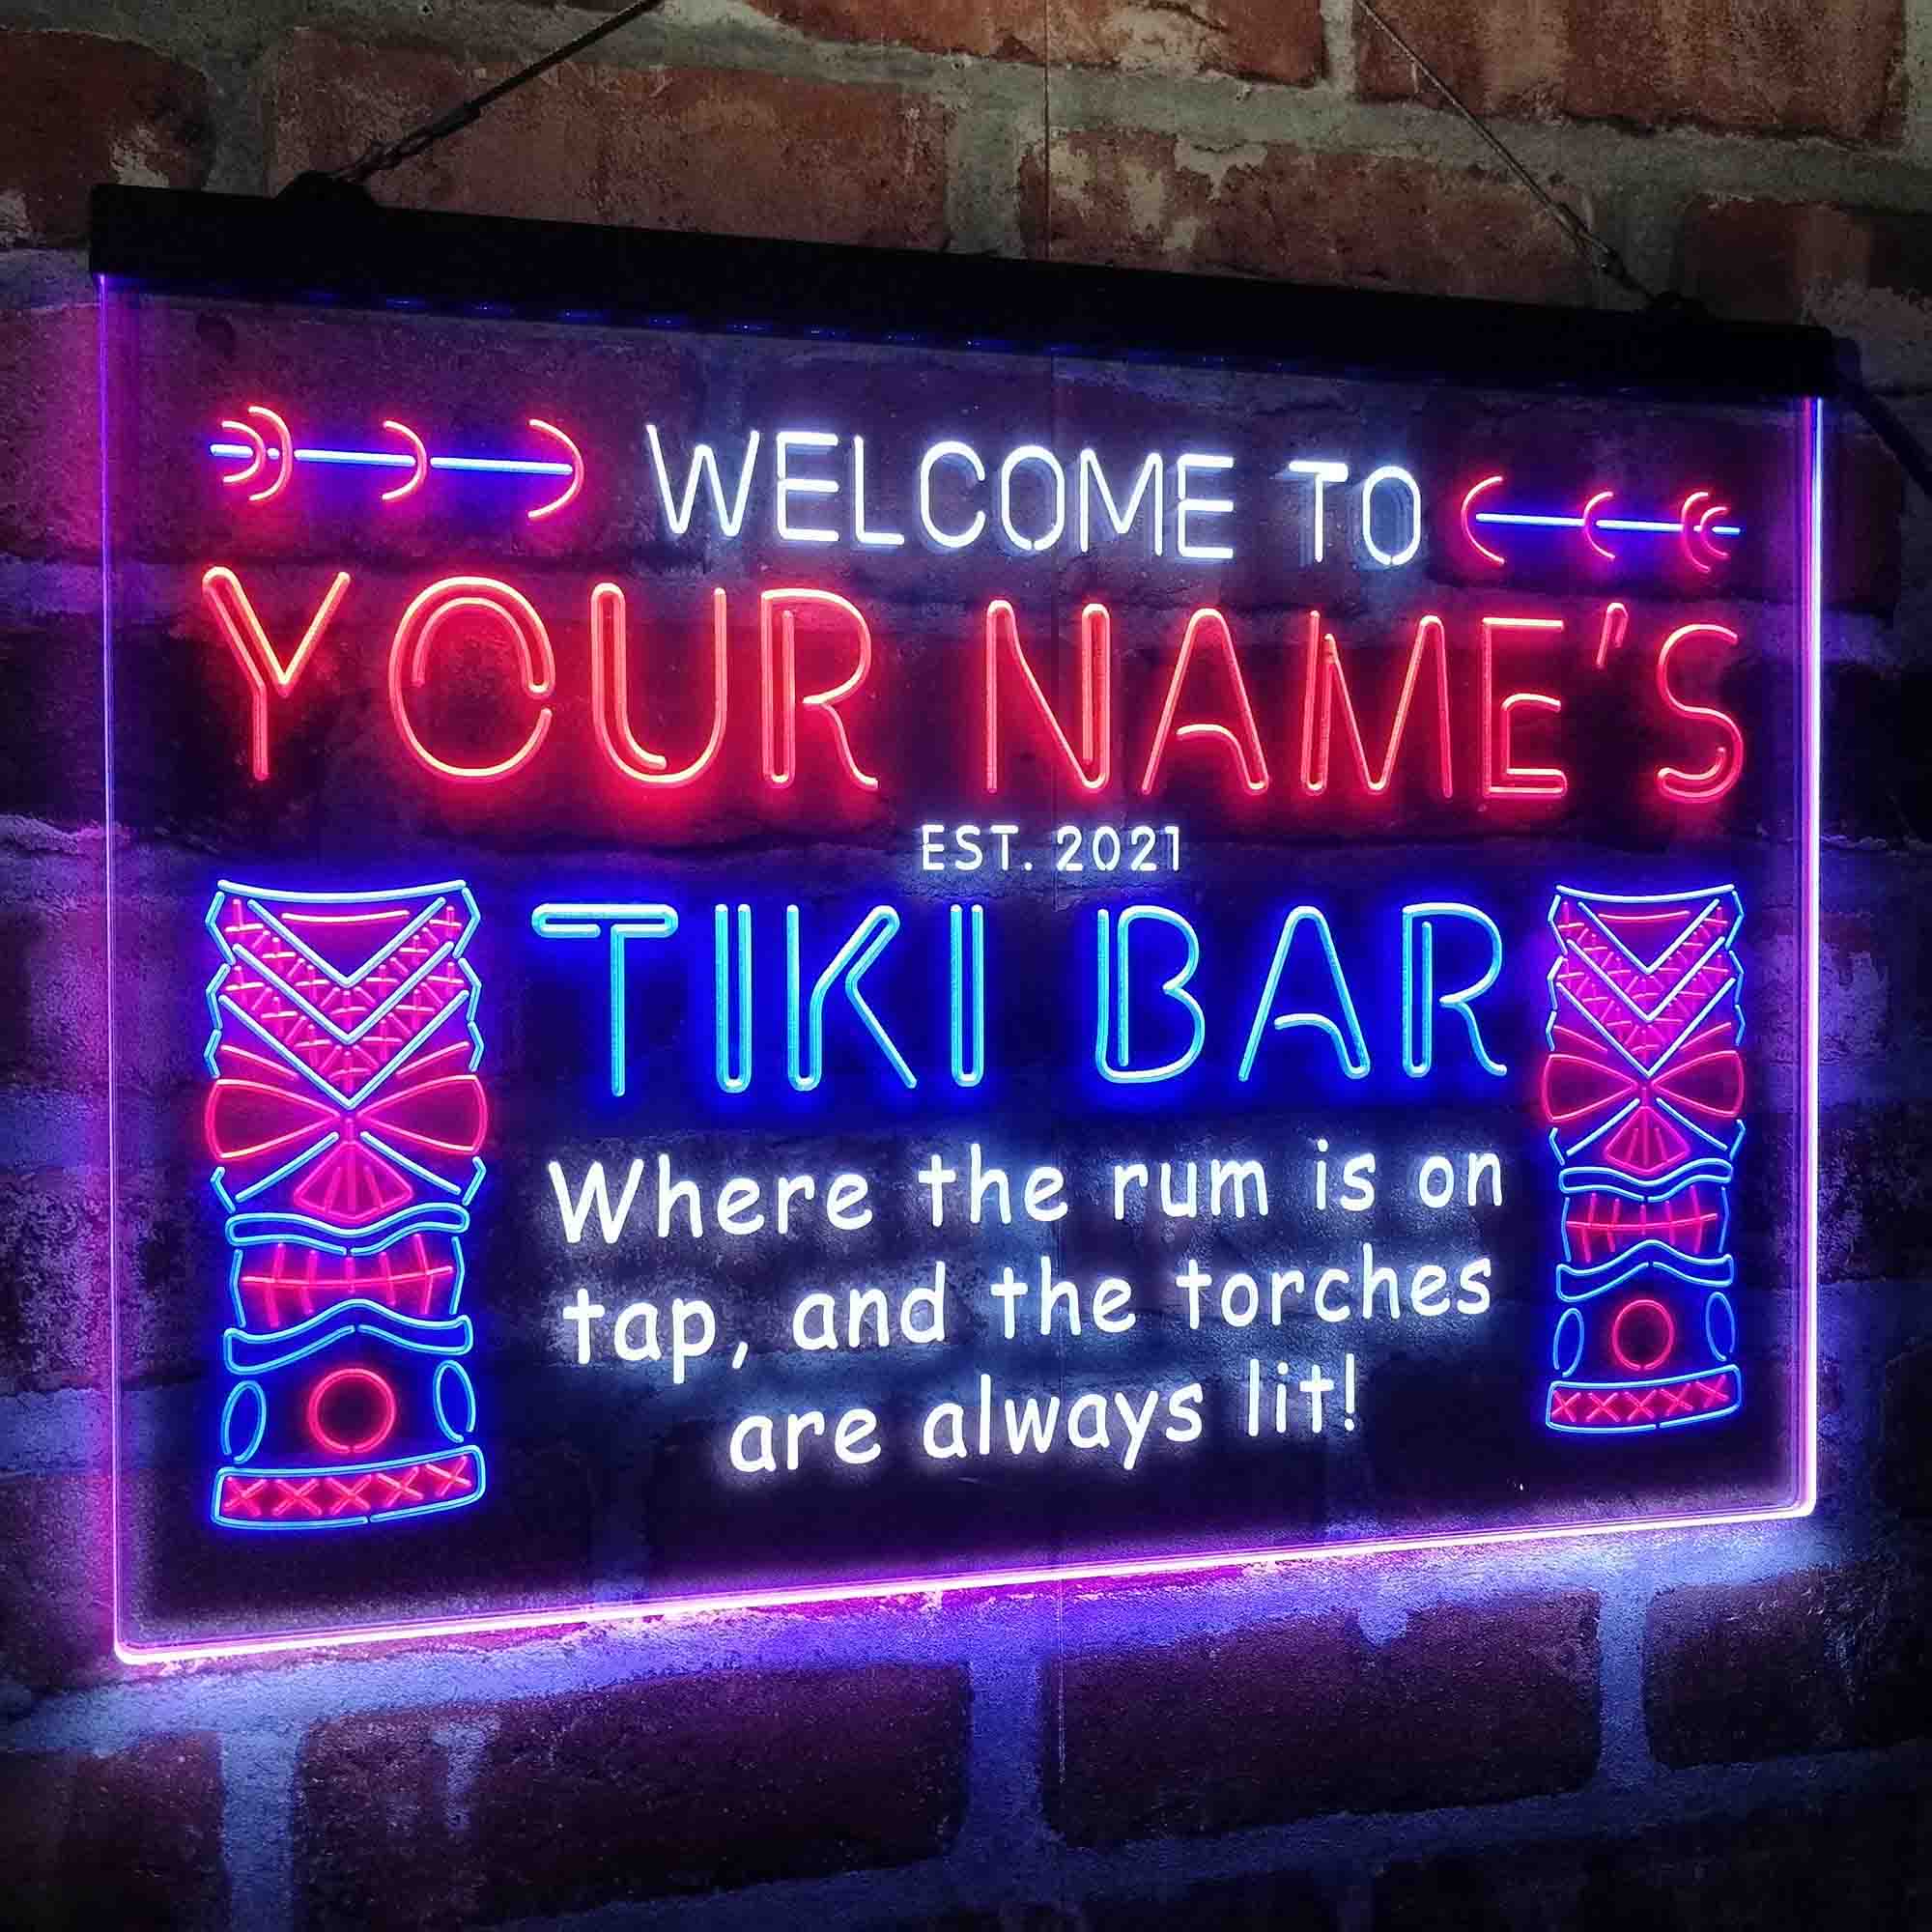 WELCOME TO
YOUR NAME'S
EST. 2021
TIKI BAR
Where the rum is on
tap, and the torches
are always lit!